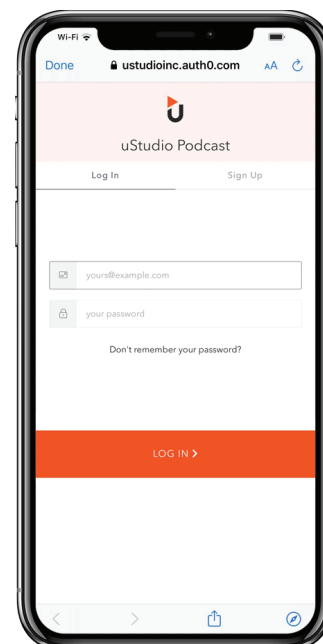 Wi-Fi
Done ustudioinc.auth0.com AA
uStudio Podcast
Log In Sign Up
yours@example.com
your password
Don't remember your password?
LOG IN